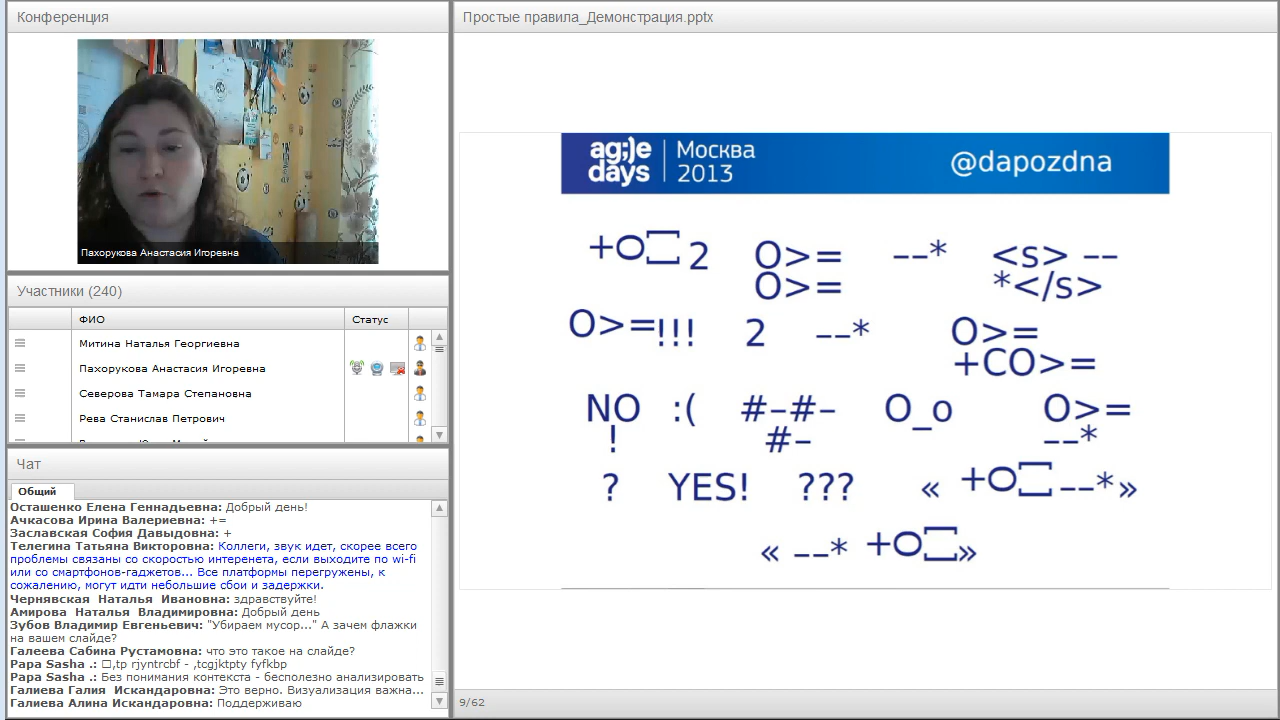 Конференция
Пахорукова Анастасия Игоревна
Участники (240)
ФИО
Статус
Митина Наталья Георгиевна
Пахорукова Анастасия Игоревна
Северова Тамара Степановна
Рева Станислав Петрович
Чат
Общий
Осташенко Елена Геннадьевна: Добрый день!
Ачкасова Ирина Валериевна: +=
Заславская София Давыдовна: +
Телегина Татьяна Викторовна: Коллеги, звук идет, скорее всего
проблемы связаны со скоростью интеренета, если выходите по wi-fi
или со смартфонов-гаджетов... Все платформы перегружены, к
сожалению, могут идти небольшие сбои и задержки.
Чернявская Наталья Ивановна: здравствуйте!
Амирова Наталья Владимировна: Добрый день
Зубов Владимир Евгеньевич: "Убираем мусор..." А зачем флажки
на вашем слайде?
Галеева Сабина Рустамовна: что это такое на слайде?
Papa Sasha .: □,tp rjyntrcbf - ,tcgjktpty fyfkbp
Papa Sasha .: Без понимания контекста - бесполезно анализировать
Галиева Галия Искандаровна: Это верно. Визуализация важна...
Галиева Алина Искандаровна: Поддерживаю
Простые правила_Демонстрация.pptx
ag;)e
days
Москва
2013
@dapozdna
+О□ 2 O>= --* <s> --
O>= *</s>
O>=!!! 2 --* O>=
+CO>=
NO :( #-#- O_o O>=
! #- --*
? YES! ??? « +О□ --*»
« --* +О□»
9/62